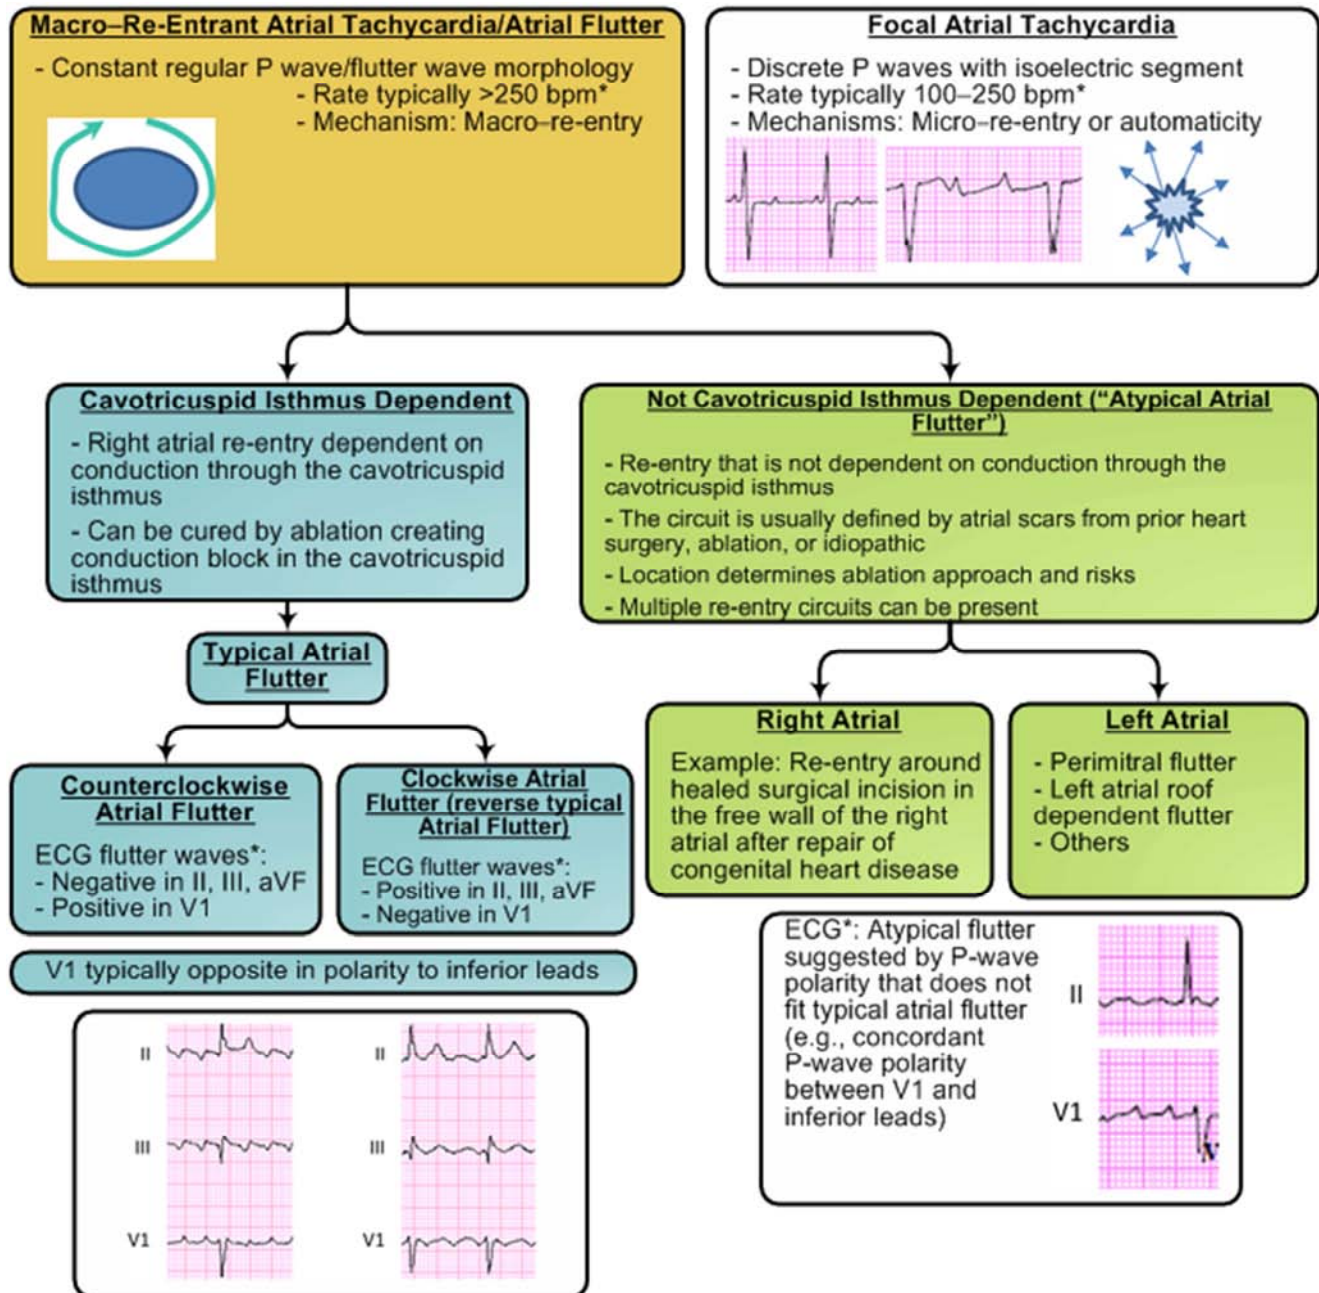 Macro–Re-Entrant Atrial Tachycardia/Atrial Flutter
- Constant regular P wave/flutter wave morphology
- Rate typically >250 bpm*
- Mechanism: Macro–re-entry
Focal Atrial Tachycardia
- Discrete P waves with isoelectric segment
- Rate typically 100–250 bpm*
- Mechanisms: Micro–re-entry or automaticity
Cavotricuspid Isthmus Dependent
- Right atrial re-entry dependent on
conduction through the cavotricuspid
isthmus
- Can be cured by ablation creating
conduction block in the cavotricuspid
isthmus
Not Cavotricuspid Isthmus Dependent (“Atypical Atrial
Flutter”)
- Re-entry that is not dependent on conduction through the
cavotricuspid isthmus
- The circuit is usually defined by atrial scars from prior heart
surgery, ablation, or idiopathic
- Location determines ablation approach and risks
- Multiple re-entry circuits can be present
Typical Atrial
Flutter
Counterclockwise
Atrial Flutter
ECG flutter waves*:
- Negative in II, III, aVF
- Positive in V1
Clockwise Atrial
Flutter (reverse typical
Atrial Flutter)
ECG flutter waves*:
- Positive in II, III, aVF
- Negative in V1
V1 typically opposite in polarity to inferior leads
II
III
V1
II
III
V1
Right Atrial
Example: Re-entry around
healed surgical incision in
the free wall of the right
atrial after repair of
congenital heart disease
Left Atrial
- Perimitral flutter
- Left atrial roof
dependent flutter
- Others
ECG*: Atypical flutter
suggested by P-wave
polarity that does not
fit typical atrial flutter
(e.g., concordant
P-wave polarity
between V1 and
inferior leads)
II
V1